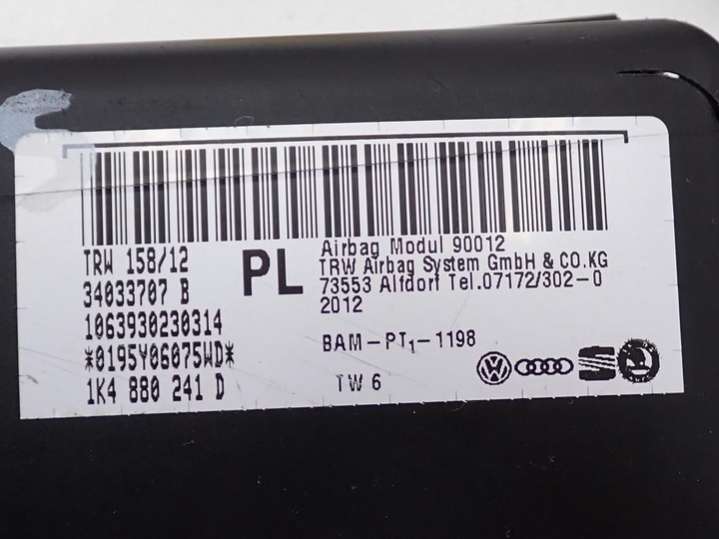 TRW 158/12
34033707 B
1063930230314
*0195Y06075WD*
1K4 880 241 D
PL
Airbag Modul 90012
TRW Airbag System GmbH & CO.KG
73553 Alfdorf Tel.07172/302-0
2012
BAM-PT1-1198
TW 6